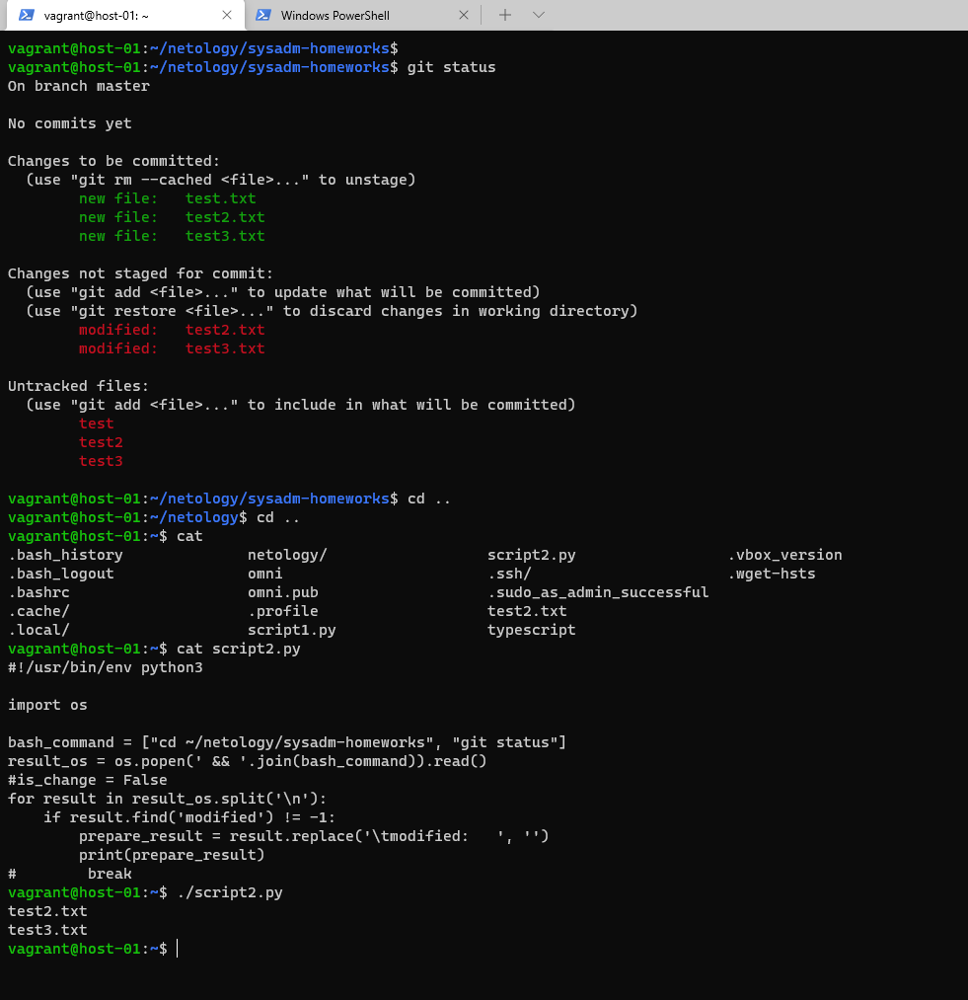 vagrant@host-01: ~ Windows PowerShell
vagrant@host-01:~/netology/sysadm-homeworks$
vagrant@host-01:~/netology/sysadm-homeworks$ git status
On branch master

No commits yet

Changes to be committed:
  (use "git rm --cached <file>..." to unstage)
        new file:   test.txt
        new file:   test2.txt
        new file:   test3.txt

Changes not staged for commit:
  (use "git add <file>..." to update what will be committed)
  (use "git restore <file>..." to discard changes in working directory)
        modified:   test2.txt
        modified:   test3.txt

Untracked files:
  (use "git add <file>..." to include in what will be committed)
        test
        test2
        test3

vagrant@host-01:~/netology/sysadm-homeworks$ cd ..
vagrant@host-01:~/netology$ cd ..
vagrant@host-01:~$ cat
.bash_history              netology/                  script2.py                 .vbox_version
.bash_logout               omni                       .ssh/                      .wget-hsts
.bashrc                    omni.pub                   .sudo_as_admin_successful
.cache/                    .profile                   test2.txt
.local/                    script1.py                 typescript
vagrant@host-01:~$ cat script2.py
#!/usr/bin/env python3

import os

bash_command = ["cd ~/netology/sysadm-homeworks", "git status"]
result_os = os.popen(' && '.join(bash_command)).read()
#is_change = False
for result in result_os.split('\n'):
    if result.find('modified') != -1:
        prepare_result = result.replace('\tmodified:   ', '')
        print(prepare_result)
#        break
vagrant@host-01:~$ ./script2.py
test2.txt
test3.txt
vagrant@host-01:~$